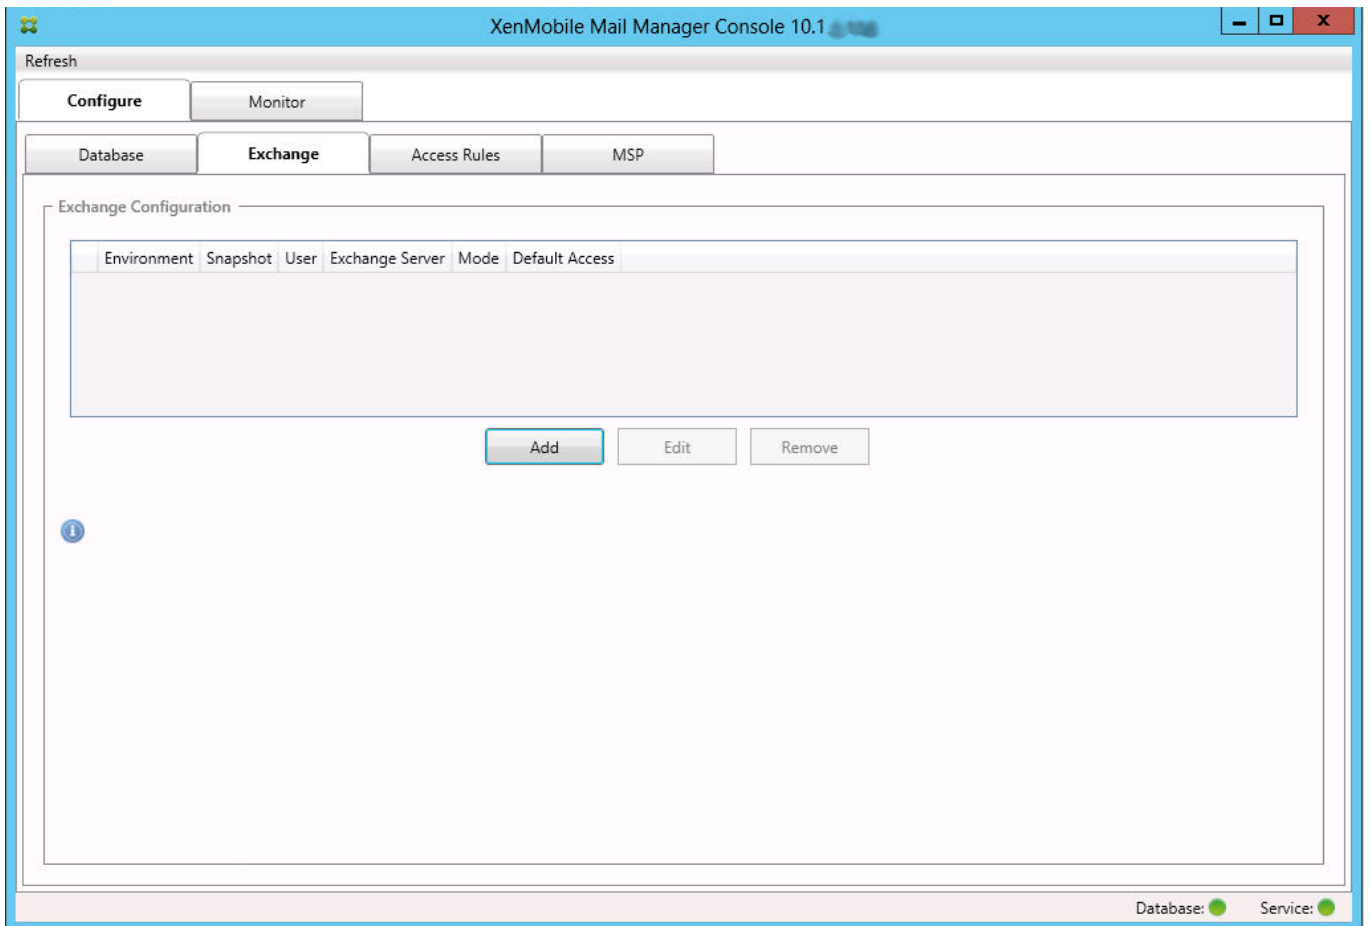 XenMobile Mail Manager Console 10.1
Refresh
Configure Monitor
Database Exchange Access Rules MSP
Exchange Configuration
Environment Snapshot User Exchange Server Mode Default Access
Add Edit Remove
Database: Service: